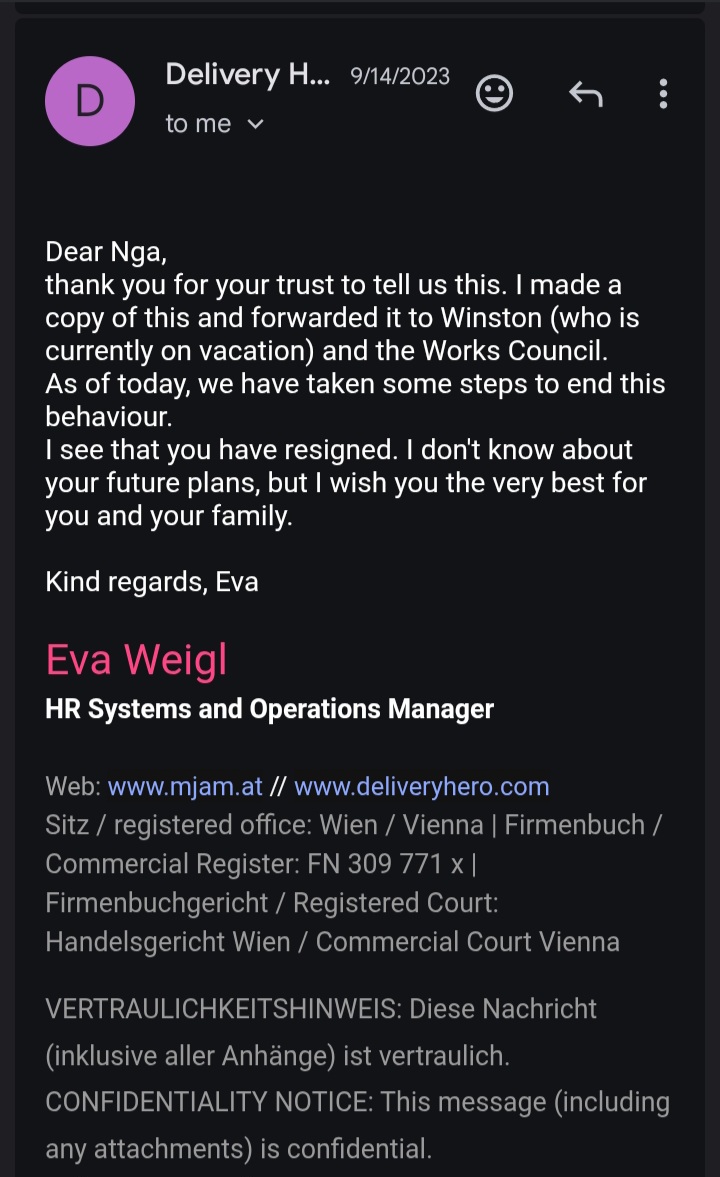 D
Delivery H... 9/14/2023
to me
Dear Nga,
thank you for your trust to tell us this. I made a
copy of this and forwarded it to Winston (who is
currently on vacation) and the Works Council.
As of today, we have taken some steps to end this
behaviour.
I see that you have resigned. I don't know about
your future plans, but I wish you the very best for
you and your family.
Kind regards, Eva
Eva Weigl
HR Systems and Operations Manager
Web: www.mjam.at // www.deliveryhero.com
Sitz / registered office: Wien / Vienna | Firmenbuch /
Commercial Register: FN 309 771 x |
Firmenbuchgericht / Registered Court:
Handelsgericht Wien / Commercial Court Vienna
VERTRAULICHKEITSHINWEIS: Diese Nachricht
(inklusive aller Anhänge) ist vertraulich.
CONFIDENTIALITY NOTICE: This message (including
any attachments) is confidential.